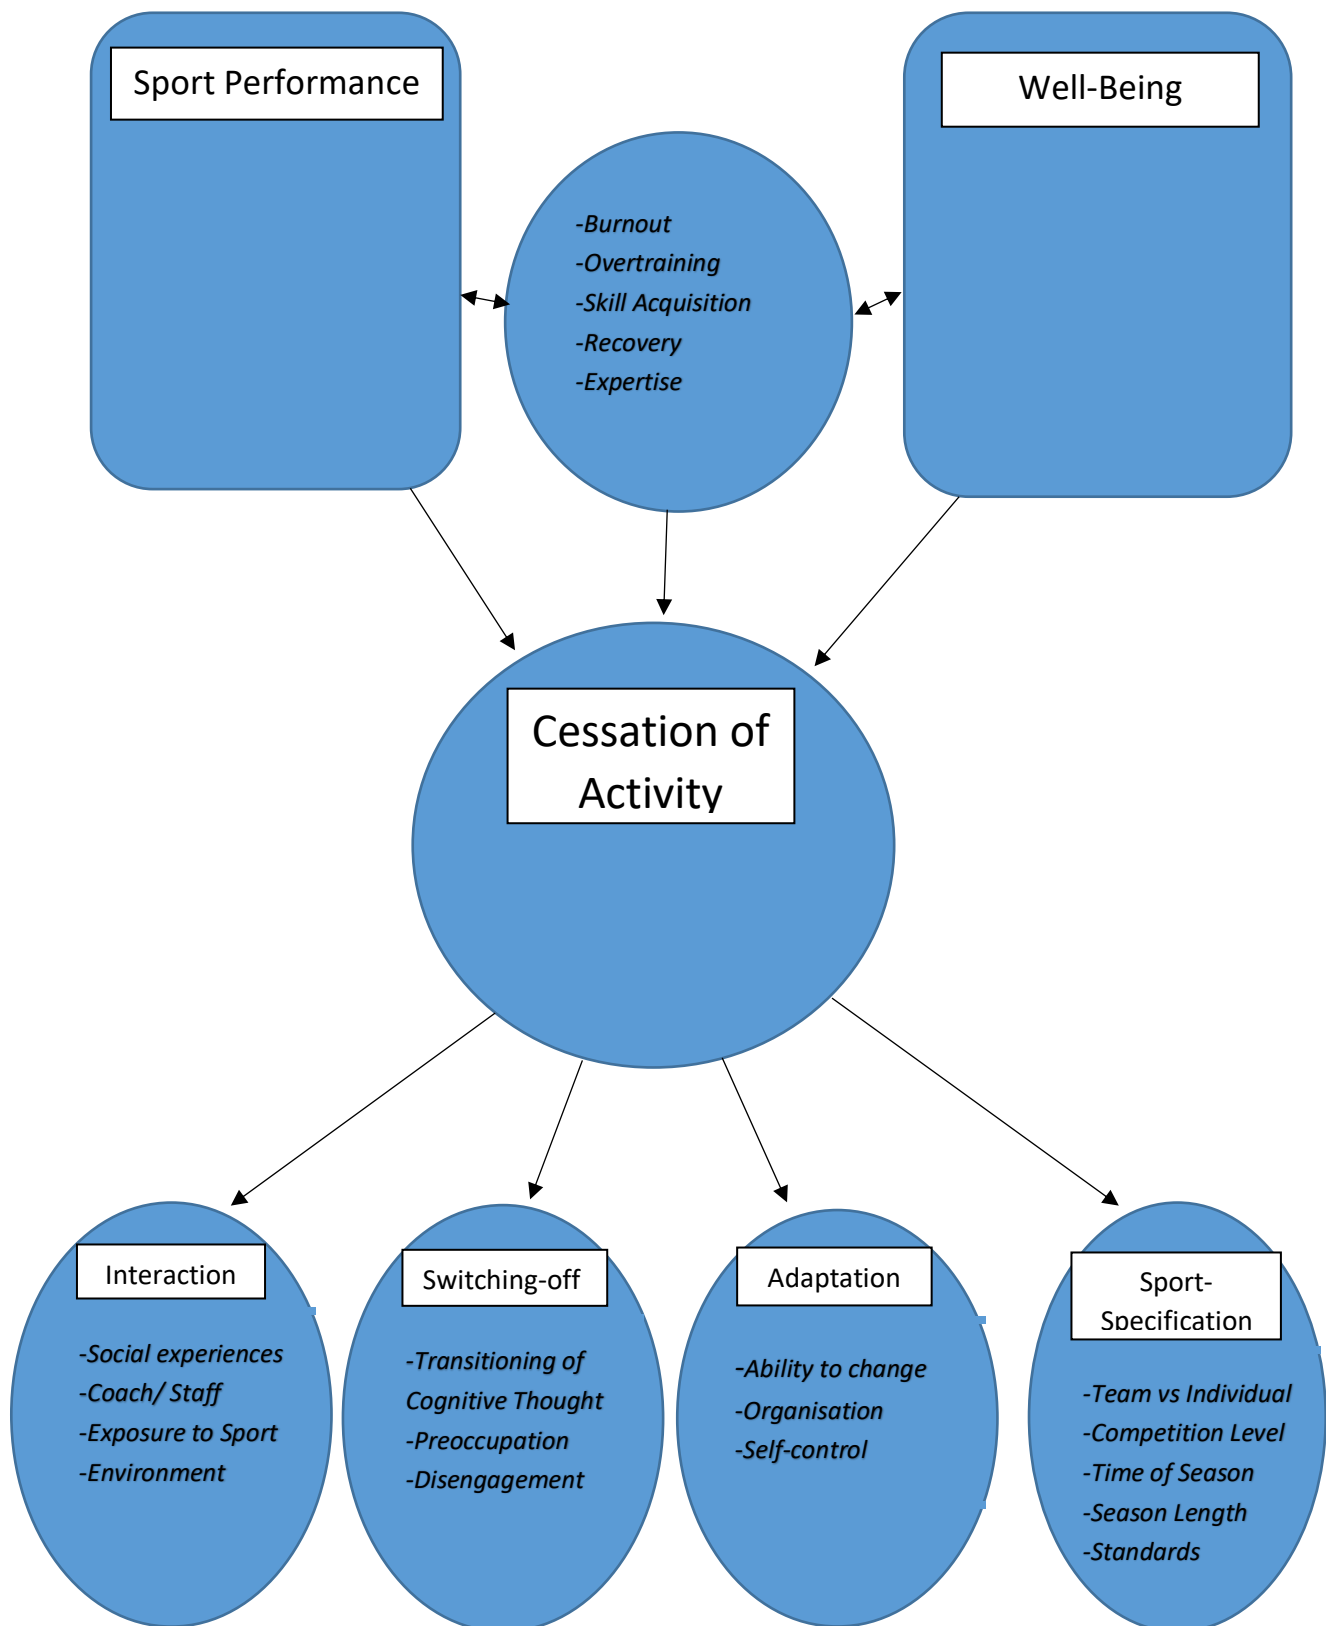 Sport Performance
Well-Being
-Burnout
-Overtraining
-Skill Acquisition
-Recovery
-Expertise
Cessation of
Activity
Interaction
-Social experiences
-Coach/ Staff
-Exposure to Sport
-Environment
Switching-off
-Transitioning of
Cognitive Thought
-Preoccupation
-Disengagement
Adaptation
-Ability to change
-Organisation
-Self-control
Sport-
Specification
-Team vs Individual
-Competition Level
-Time of Season
-Season Length
-Standards